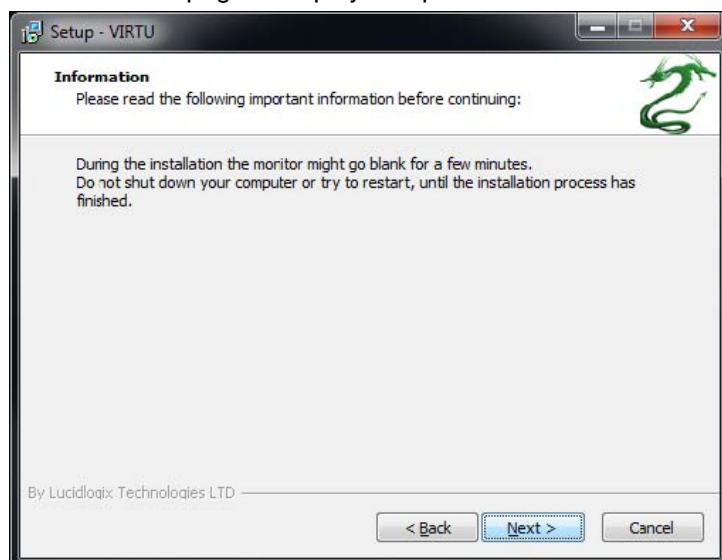 Setup - VIRTU
Information
Please read the following important information before continuing:
During the installation the monitor might go blank for a few minutes.
Do not shut down your computer or try to restart, until the installation process has
finished.
By Lucidlogix Technologies LTD
< Back Next > Cancel